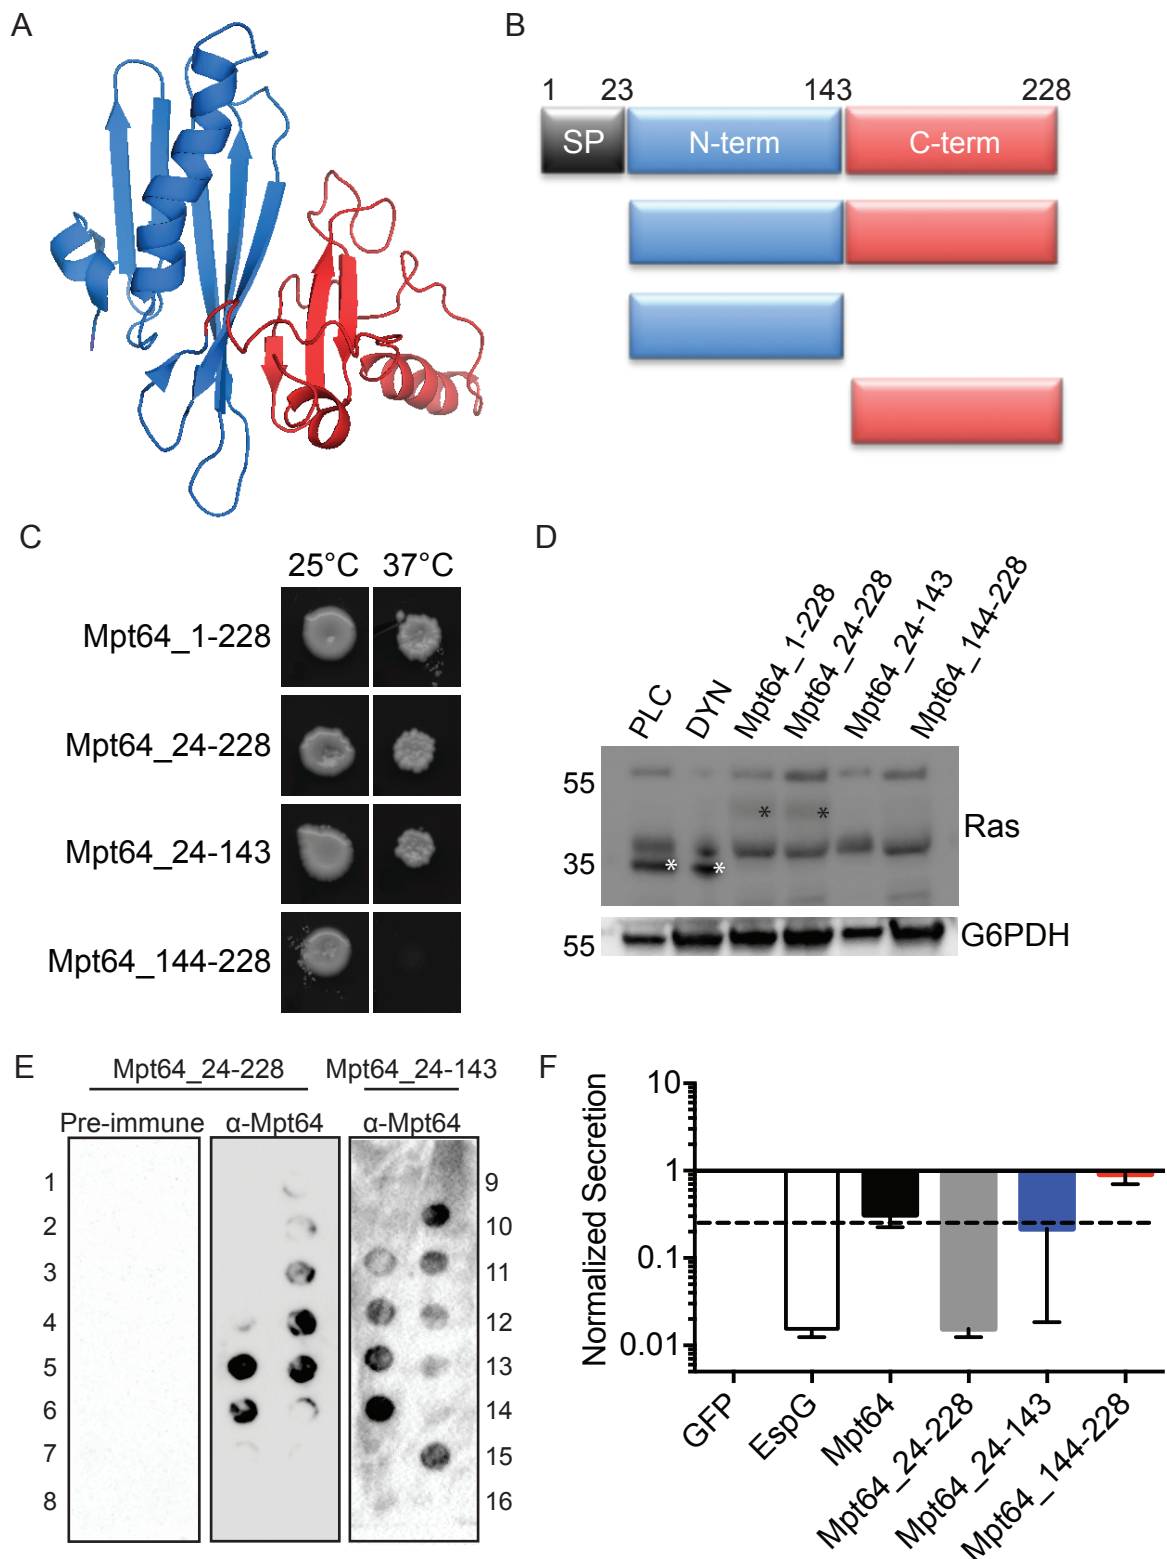 A
B
1 23 143 228
SP N-term C-term
C
25°C 37°C
Mpt64_1-228
Mpt64_24-228
Mpt64_24-143
Mpt64_144-228
D
PLC
DYN
Mpt64_1-228
Mpt64_24-228
Mpt64_24-143
Mpt64_144-228
55
35
* * * *
Ras
55
G6PDH
E
Mpt64_24-228 Mpt64_24-143
Pre-immune α-Mpt64 α-Mpt64
1 9
2 10
3 11
4 12
5 13
6 14
7 15
8 16
F
Normalized Secretion
10
1
0.1
0.01
GFP
EspG
Mpt64
Mpt64_24-228
Mpt64_24-143
Mpt64_144-228